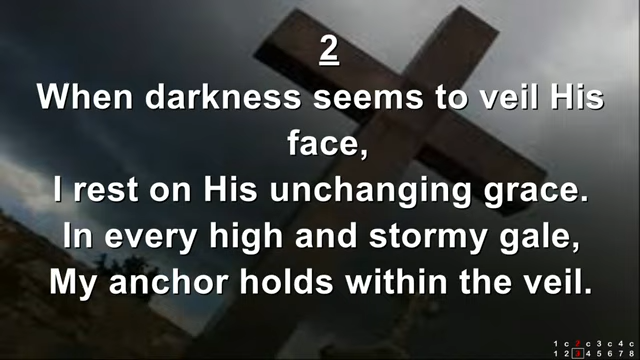 2
When darkness seems to veil His
face,
I rest on His unchanging grace.
In every high and stormy gale,
My anchor holds within the veil.
1 c 2 c 3 c 4 c
1 2 3 4 5 6 7 8